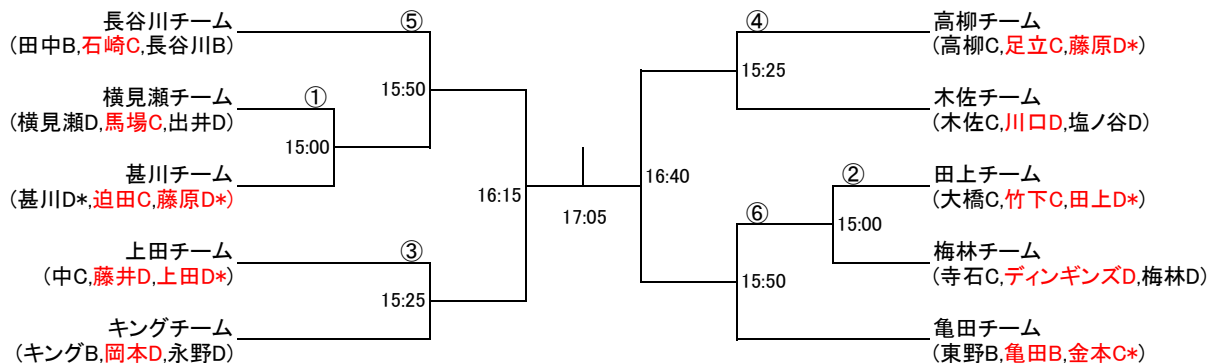 長谷川チーム
(田中B,石崎C,長谷川B)
⑤
15:50
横見瀬チーム
(横見瀬D,馬場C,出井D)
①
15:00
甚川チーム
(甚川D*,迫田C,藤原D*)
16:15
上田チーム
(中C,藤井D,上田D*)
③
15:25
キングチーム
(キングB,岡本D,永野D)
17:05
高柳チーム
(高柳C,足立C,藤原D*)
④
15:25
木佐チーム
(木佐C,川口D,塩ノ谷D)
16:40
田上チーム
(大橋C,竹下C,田上D*)
②
15:00
⑥
梅林チーム
(寺石C,ディンギンズD,梅林D)
15:50
亀田チーム
(東野B,亀田B,金本C*)